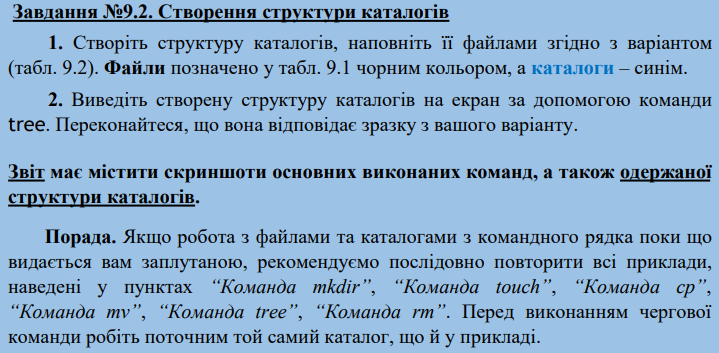 Завдання №9.2. Створення структури каталогів
1. Створіть структуру каталогів, наповніть її файлами згідно з варіантом
(табл. 9.2). Файли позначено у табл. 9.1 чорним кольором, а каталоги – синім.
2. Виведіть створену структуру каталогів на екран за допомогою команди
tree. Переконайтеся, що вона відповідає зразку з вашого варіанту.
Звіт має містити скриншоти основних виконаних команд, а також одержаної
структури каталогів.
Порада. Якщо робота з файлами та каталогами з командного рядка поки що
видається вам заплутаною, рекомендуємо послідовно повторити всі приклади,
наведені у пунктах “Команда mkdir”, “Команда touch”, “Команда cp”,
“Команда mv”, “Команда tree”, “Команда rm”. Перед виконанням чергової
команди робіть поточним той самий каталог, що й у прикладі.